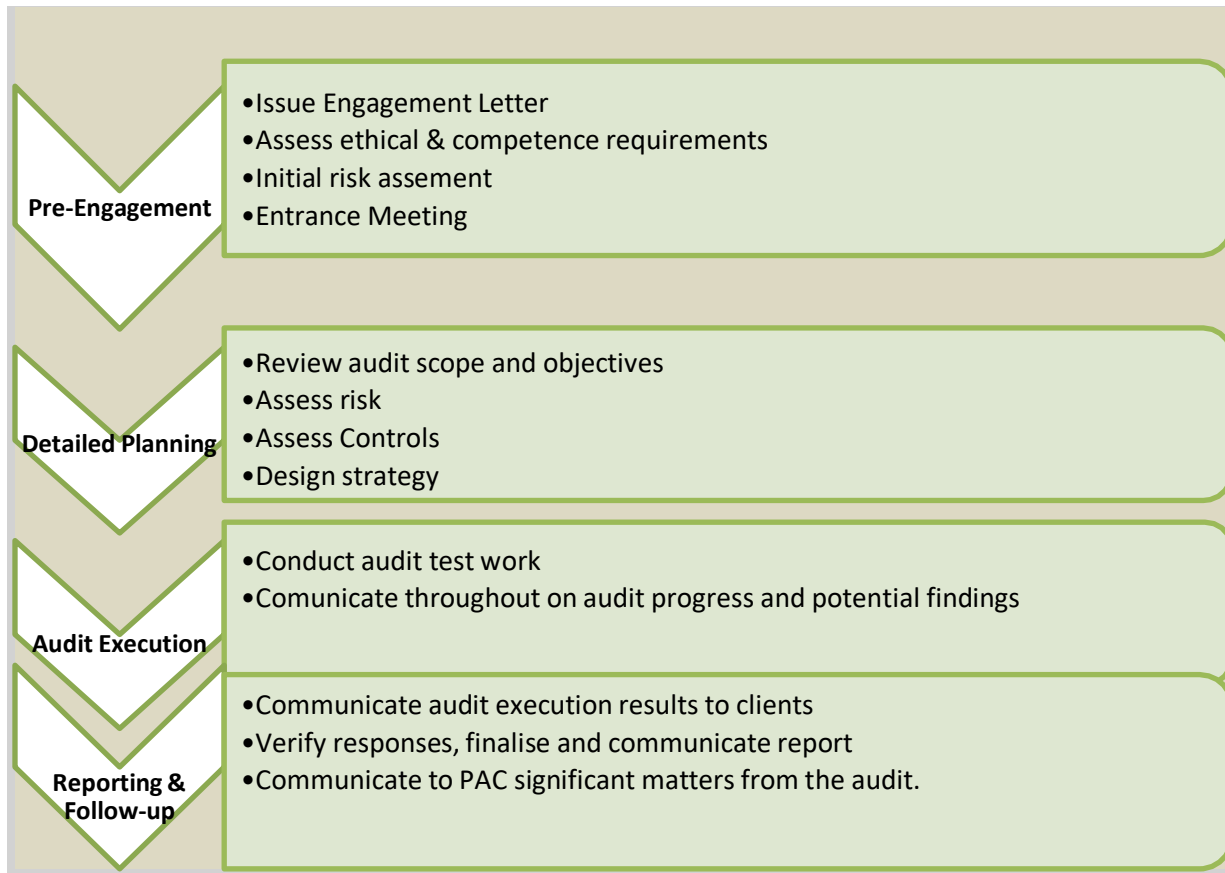 Pre-Engagement
•Issue Engagement Letter
•Assess ethical & competence requirements
•Initial risk assement
•Entrance Meeting
Detailed Planning
•Review audit scope and objectives
•Assess risk
•Assess Controls
•Design strategy
Audit Execution
•Conduct audit test work
•Comunicate throughout on audit progress and potential findings
Reporting &
Follow-up
•Communicate audit execution results to clients
•Verify responses, finalise and communicate report
•Communicate to PAC significant matters from the audit.